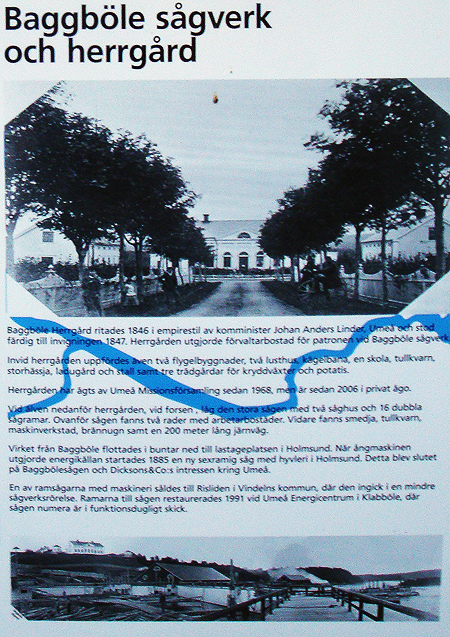 Baggböle sågverk
och herrgård
Baggböle Herrgård ritades 1846 i empirestil av komminister Johan Anders Linder, Umeå och stod
färdig till invigningen 1847. Herrgården utgjorde förvaltarbostad för patronen vid Baggböle sågverk
Invid herrgården uppfördes även två flygelbyggnader, två lusthus, kägelbana, en skola, tullkvarn,
storhässja, ladugård och stall samt tre trädgårdar för kryddväxter och potatis.
Herrgården har ägts av Umeå Missionsförsamling sedan 1968, men är sedan 2006 i privat ägo.
Vid älven nedanför herrgården, vid forsen , låg den stora sågen med två såghus och 16 dubbla
sågramar. Ovanför sågen fanns två rader med arbetarbostäder. Vidare fanns smedja, tullkvarn,
maskinverkstad, brännugn samt en 200 meter lång järnväg.
Virket från Baggböle flottades i buntar ned till lastageplatsen i Holmsund. När ångmaskinen
utgjorde energikällan startades 1885 en ny sexramig såg med hyvleri i Holmsund. Detta blev slutet
på Baggbölesågen och Dicksons&Co:s intressen kring Umeå.
En av ramsågarna med maskineri såldes till Risliden i Vindelns kommun, där den ingick i en mindre
sågverksrörelse. Ramarna till sågen restaurerades 1991 vid Umeå Energicentrum i Klabböle, där
sågen numera är i funktionsdugligt skick.